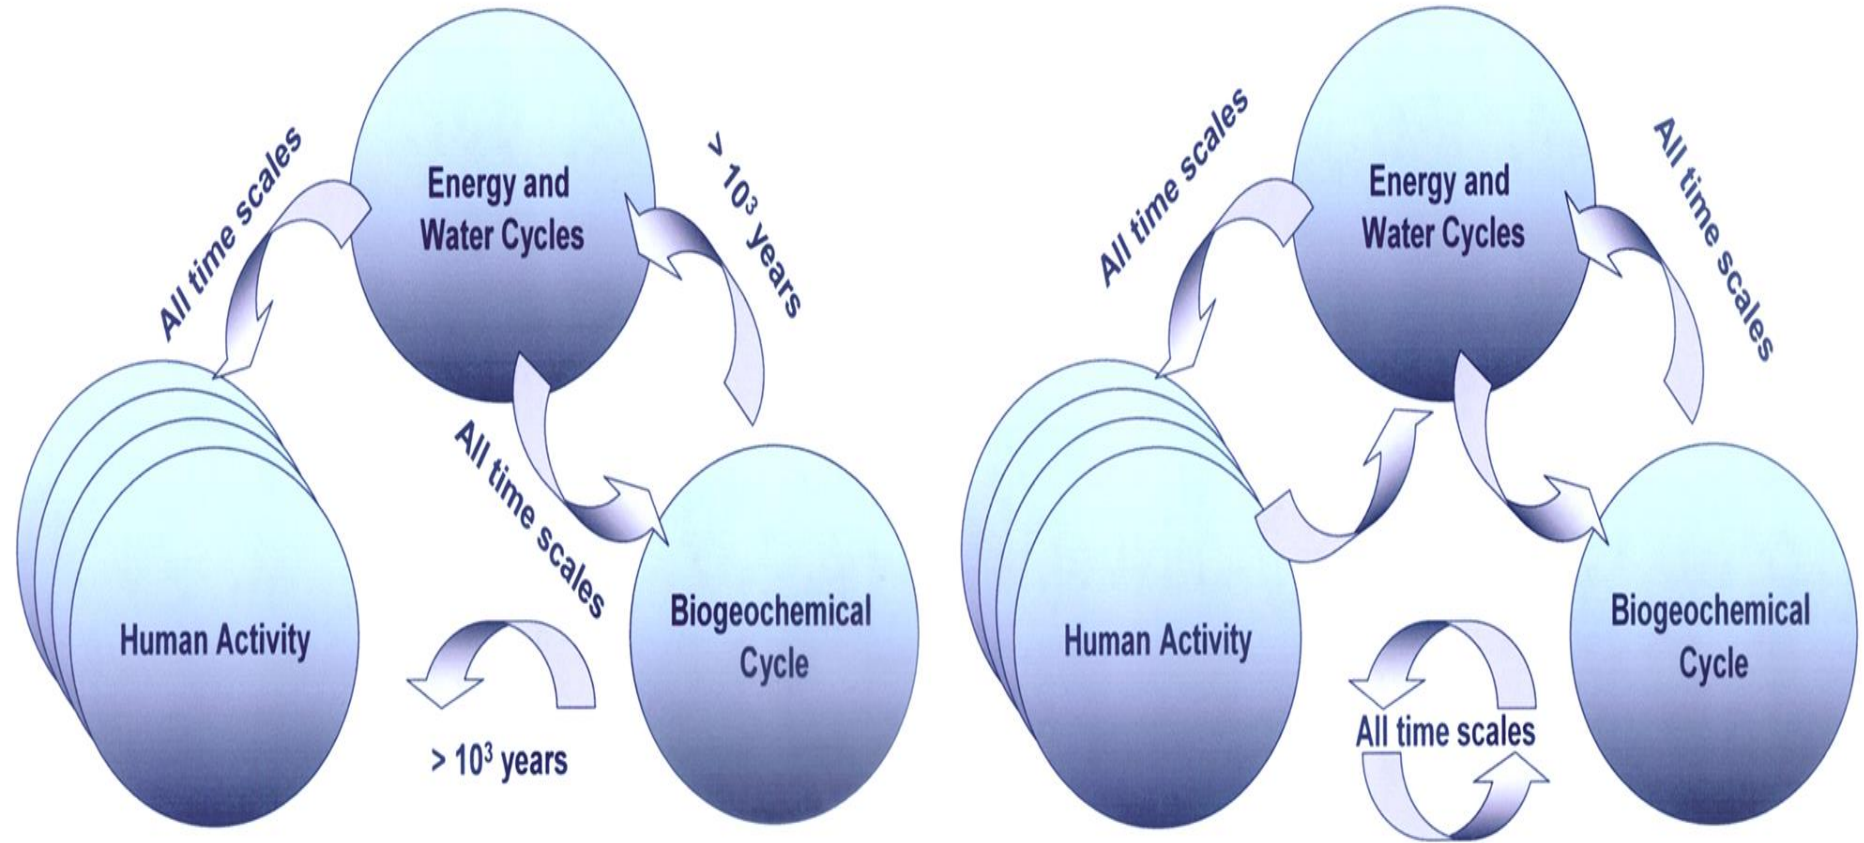 Energy and
Water Cycles
All time scales
> 10³ years
All time scales
Human Activity
Biogeochemical
Cycle
> 10³ years
Energy and
Water Cycles
All time scales
All time scales
Human Activity
Biogeochemical
Cycle
All time scales